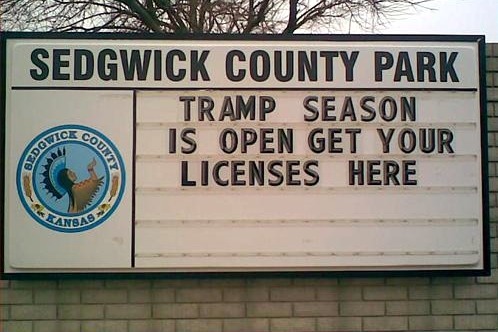 SEDGWICK COUNTY PARK
TRAMP SEASON
IS OPEN GET YOUR
LICENSES HERE
SEDGWICK COUNTY
KANSAS